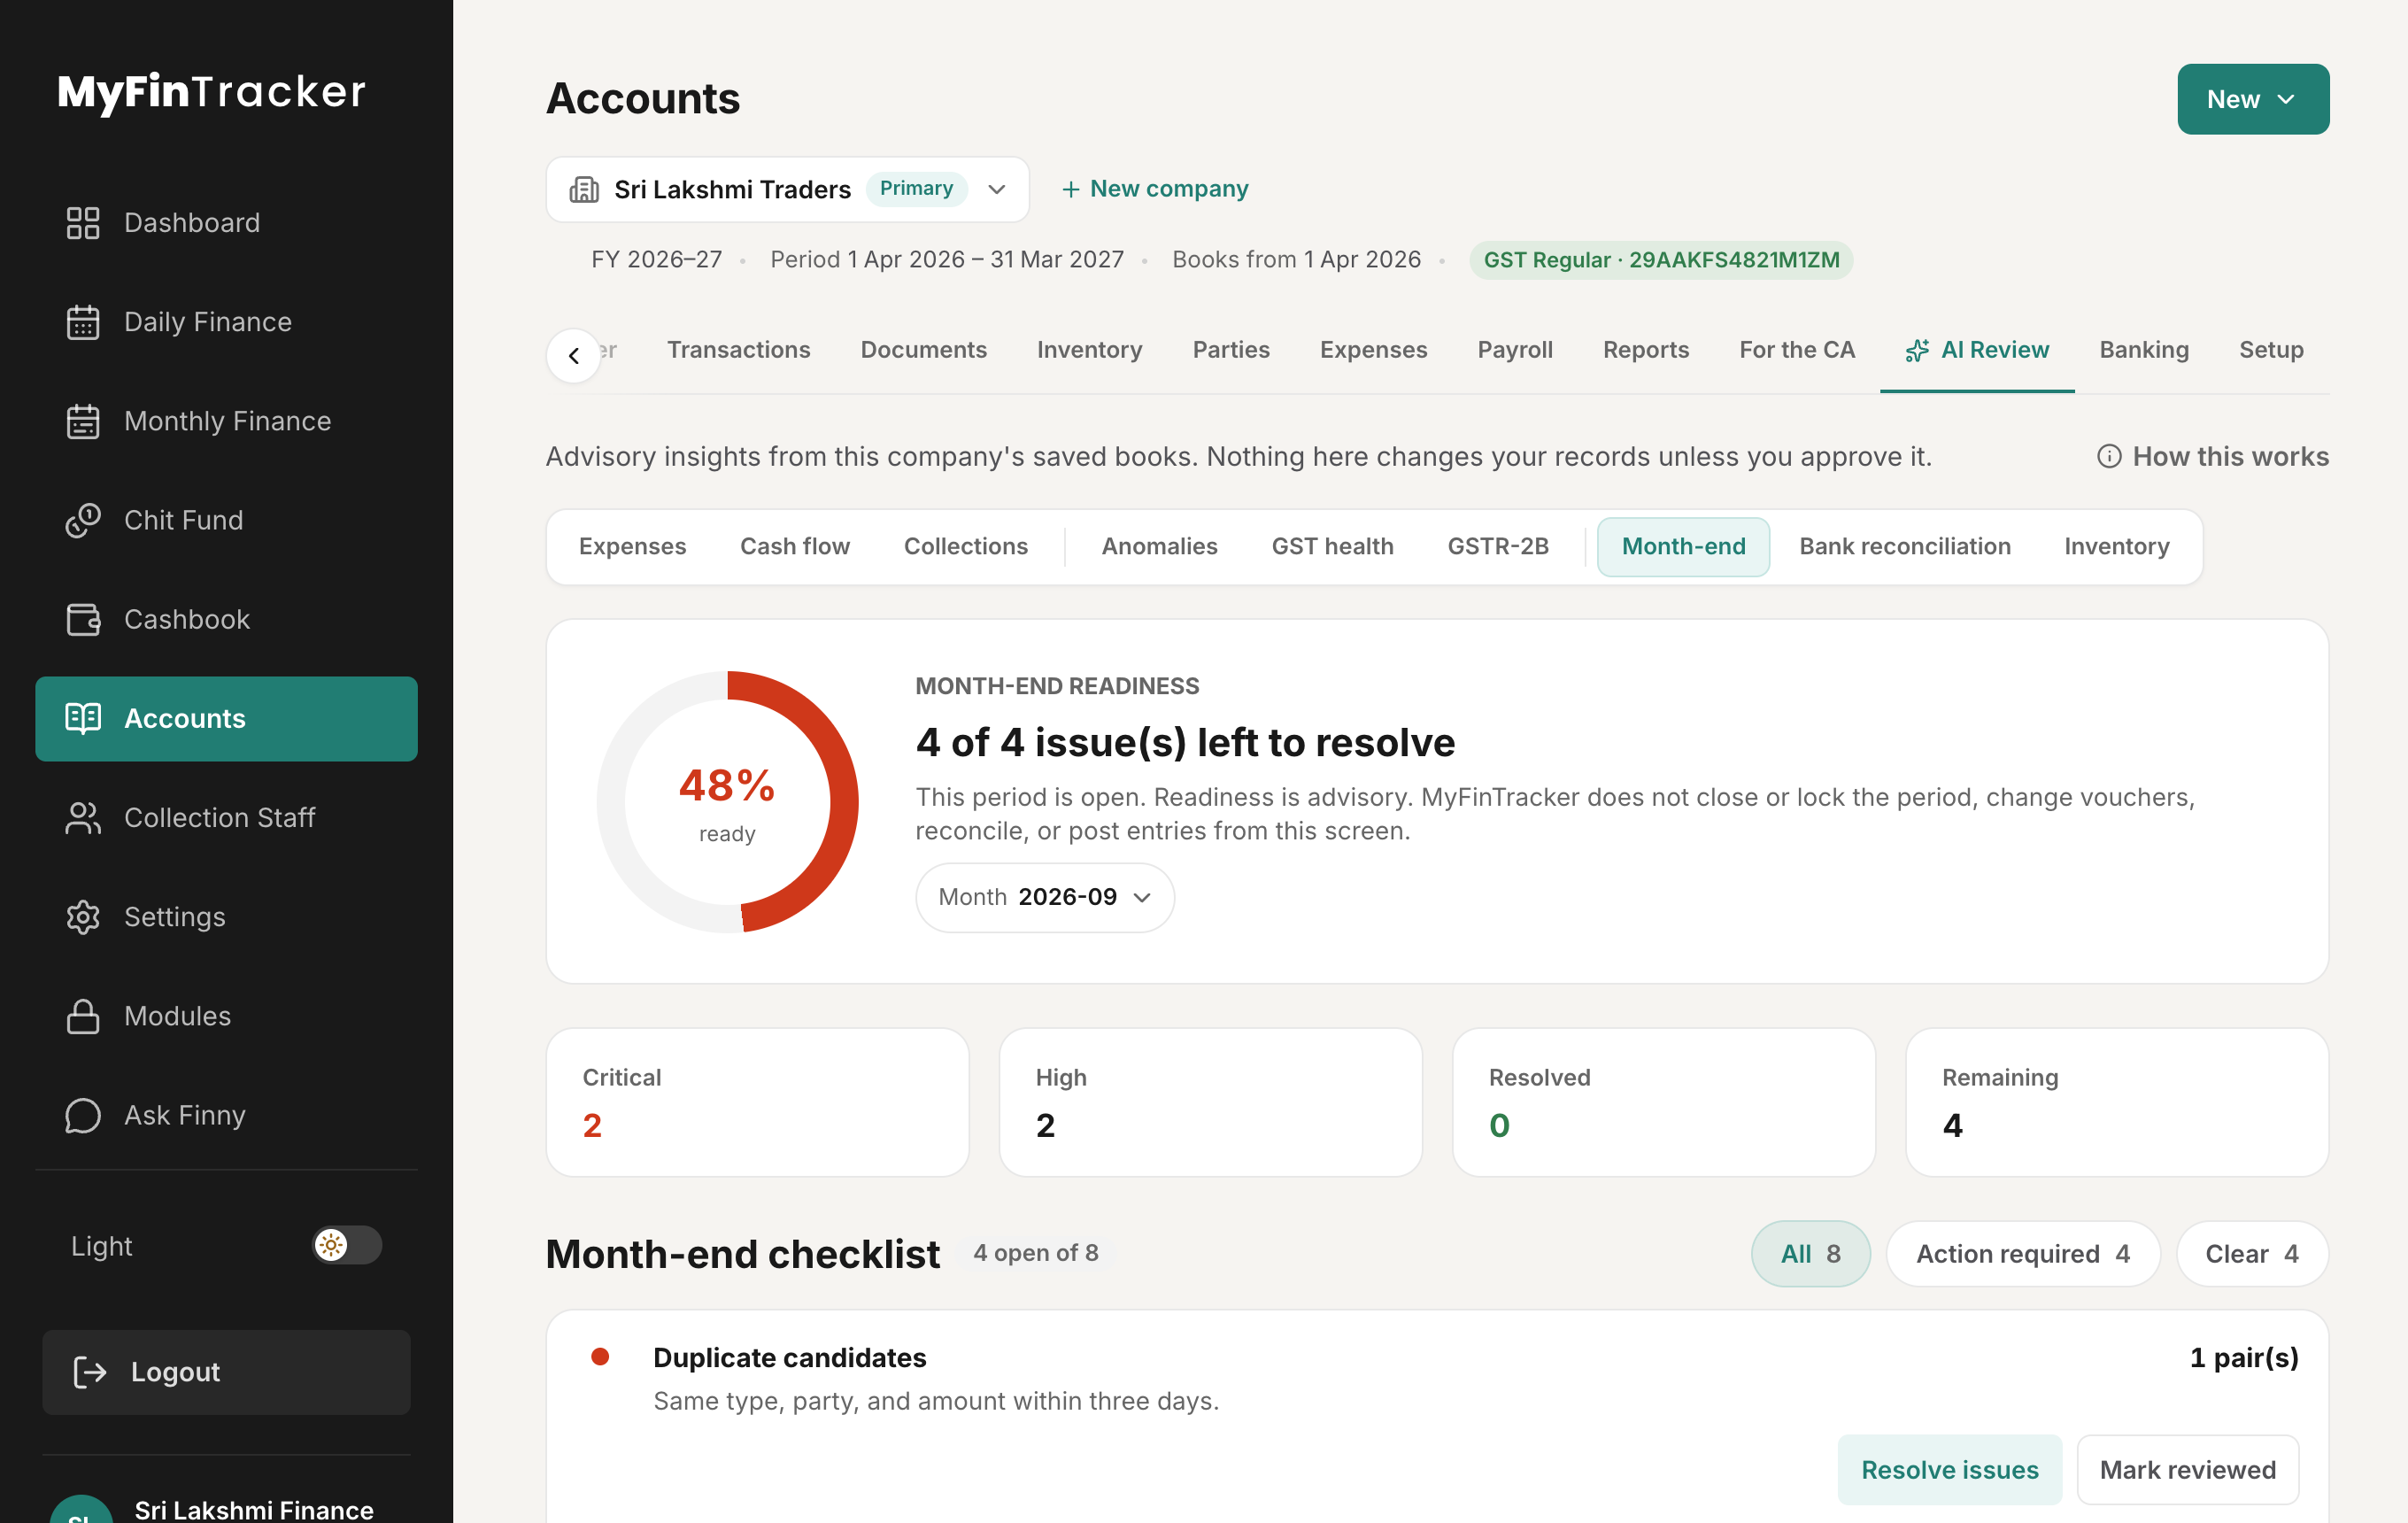 MyFinTracker
Dashboard
Daily Finance
Monthly Finance
Chit Fund
Cashbook
Accounts
Collection Staff
Settings
Modules
Ask Finny
Light
Logout
Sri Lakshmi Finance
Accounts
New
Sri Lakshmi Traders Primary
+ New company
FY 2026–27 • Period 1 Apr 2026 – 31 Mar 2027 • Books from 1 Apr 2026 • GST Regular · 29AAKFS4821M1ZM
Transactions Documents Inventory Parties Expenses Payroll Reports For the CA AI Review Banking Setup
Advisory insights from this company's saved books. Nothing here changes your records unless you approve it.
How this works
Expenses Cash flow Collections Anomalies GST health GSTR-2B Month-end Bank reconciliation Inventory
48%
ready
MONTH-END READINESS
4 of 4 issue(s) left to resolve
This period is open. Readiness is advisory. MyFinTracker does not close or lock the period, change vouchers,
reconcile, or post entries from this screen.
Month 2026-09
Critical
2
High
2
Resolved
0
Remaining
4
Month-end checklist 4 open of 8
All 8 Action required 4 Clear 4
Duplicate candidates 1 pair(s)
Same type, party, and amount within three days.
Resolve issues Mark reviewed